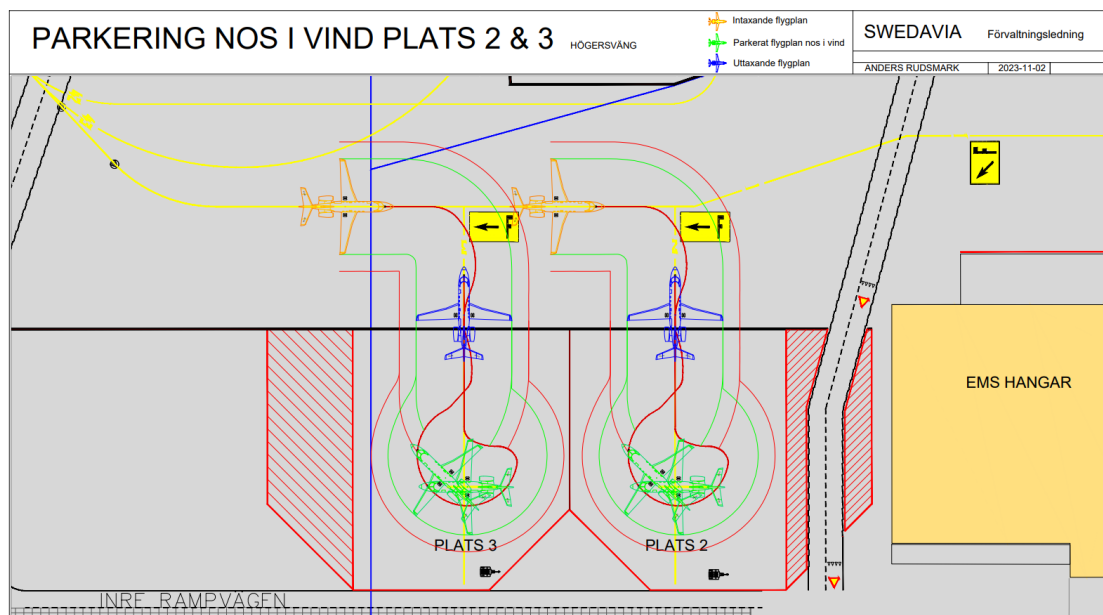 PARKERING NOS I VIND PLATS 2 & 3 HÖGERSVÄNG
Intaxande flygplan
Parkerat flygplan nos i vind
Uttaxande flygplan
SWEDAVIA Förvaltningsledning
ANDERS RUDSMARK 2023-11-02
F
F
F
EMS HANGAR
PLATS 3
PLATS 2
INRE RAMPVÄGEN